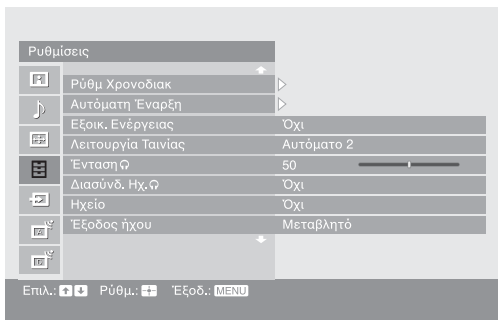 Ρυθμίσεις
Ρύθμ Χρονοδιακ
Αυτόματη Έναρξη
Εξοικ. Ενέργειας Όχι
Λειτουργία Ταινίας Αυτόματο 2
Ένταση 50
Διασύνδ. Ηχ. Όχι
Ηχείο Όχι
Έξοδος ήχου Μεταβλητό
Επιλ.: Ρύθμ.: Έξοδ.: MENU